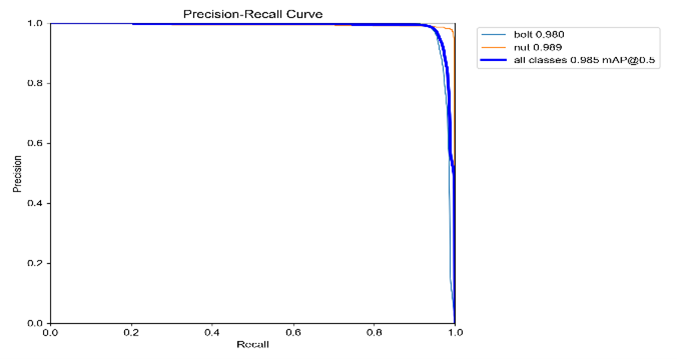 Precision-Recall Curve
bolt 0.980
nut 0.989
all classes 0.985 mAP@0.5
1.0
0.8
0.6
0.4
0.2
0.0
Precision
0.0 0.2 0.4 0.6 0.8 1.0
Recall